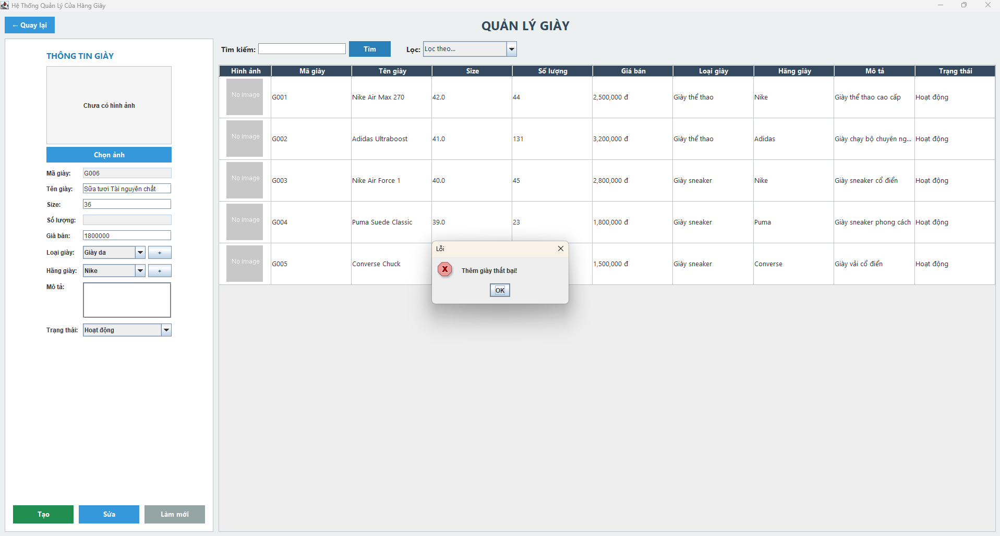 Hệ Thống Quản Lý Cửa Hàng Giày
← Quay lại
QUẢN LÝ GIÀY
THÔNG TIN GIÀY
Chưa có hình ảnh
Chọn ảnh
Mã giày: G006
Tên giày: Sữa tươi Tài nguyên chất
Size: 36
Số lượng:
Giá bán: 1800000
Loại giày: Giày da +
Hãng giày: Nike +
Mô tả:
Trạng thái: Hoạt động
Tạo Sửa Làm mới
Tìm kiếm: Tìm Lọc: Lọc theo...
Hình ảnh Mã giày Tên giày Size Số lượng Giá bán Loại giày Hãng giày Mô tả Trạng thái
No Image G001 Nike Air Max 270 42.0 44 2,500,000 đ Giày thể thao Nike Giày thể thao cao cấp Hoạt động
No Image G002 Adidas Ultraboost 41.0 131 3,200,000 đ Giày thể thao Adidas Giày chạy bộ chuyên ng... Hoạt động
No Image G003 Nike Air Force 1 40.0 45 2,800,000 đ Giày sneaker Nike Giày sneaker cổ điển Hoạt động
No Image G004 Puma Suede Classic 39.0 23 1,800,000 đ Giày sneaker Puma Giày sneaker phong cách Hoạt động
No Image G005 Converse Chuck 1,500,000 đ Giày sneaker Converse Giày vải cổ điển Hoạt động
Lỗi
Thêm giày thất bại!
OK